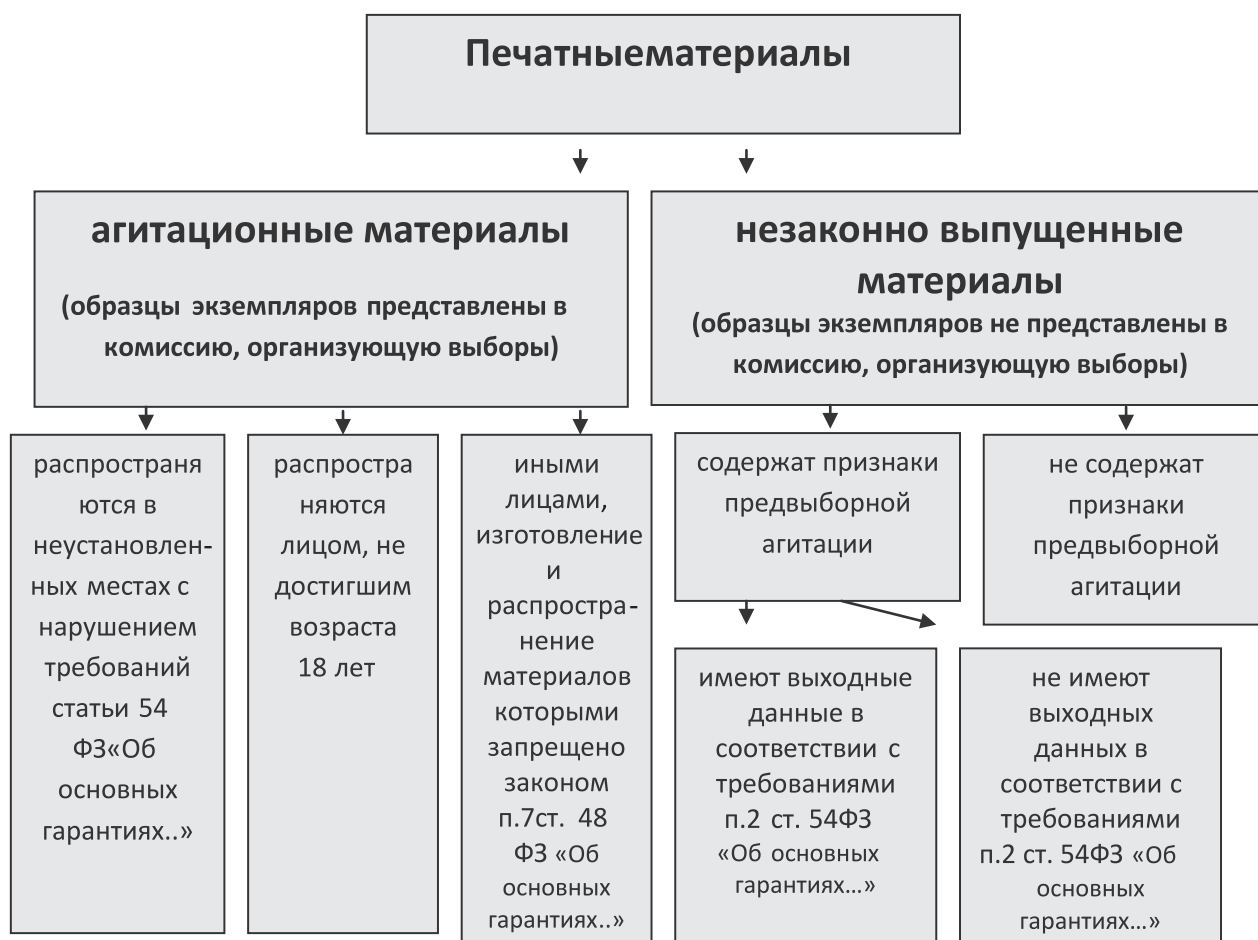 Печатныематериалы
агитационные материалы
(образцы экземпляров представлены в
комиссию, организующую выборы)
незаконно выпущенные
материалы
(образцы экземпляров не представлены в
комиссию, организующую выборы)
распространя
ются в
неустановлен-
ных местах с
нарушением
требований
статьи 54
ФЗ«Об
основных
гарантиях..»
распростра
няются
лицом, не
достигшим
возраста
18 лет
иными
лицами,
изготовление
и
распростра-
нение
материалов
которыми
запрещено
законом
п.7ст. 48
ФЗ «Об
основных
гарантиях..»
содержат признаки
предвыборной
агитации
не содержат
признаки
предвыборной
агитации
имеют выходные
данные в
соответствии с
требованиями
п.2 ст. 54ФЗ
«Об основных
гарантиях…»
не имеют
выходных
данных в
соответствии с
требованиями
п.2 ст. 54ФЗ «Об
основных
гарантиях…»